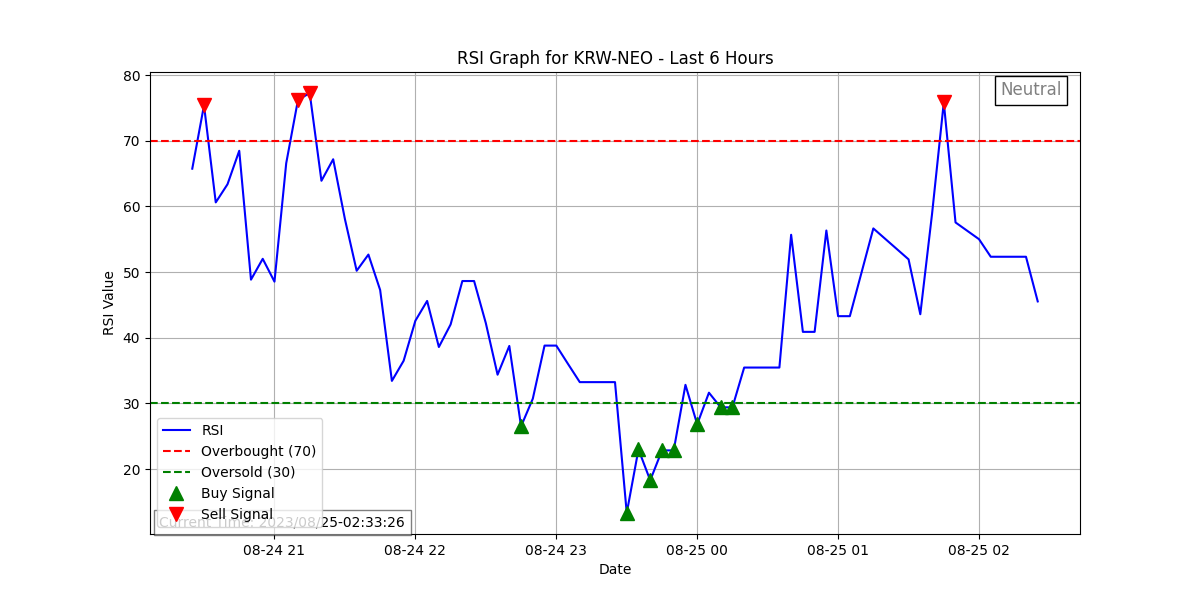 RSI Graph for KRW-NEO - Last 6 Hours
Neutral
80
70
60
50
40
30
20
RSI Value
RSI
Overbought (70)
Oversold (30)
Buy Signal
Sell Signal
Current Time: 2023/08/25-02:33:26
08-24 21
08-24 22
08-24 23
08-25 00
08-25 01
08-25 02
Date